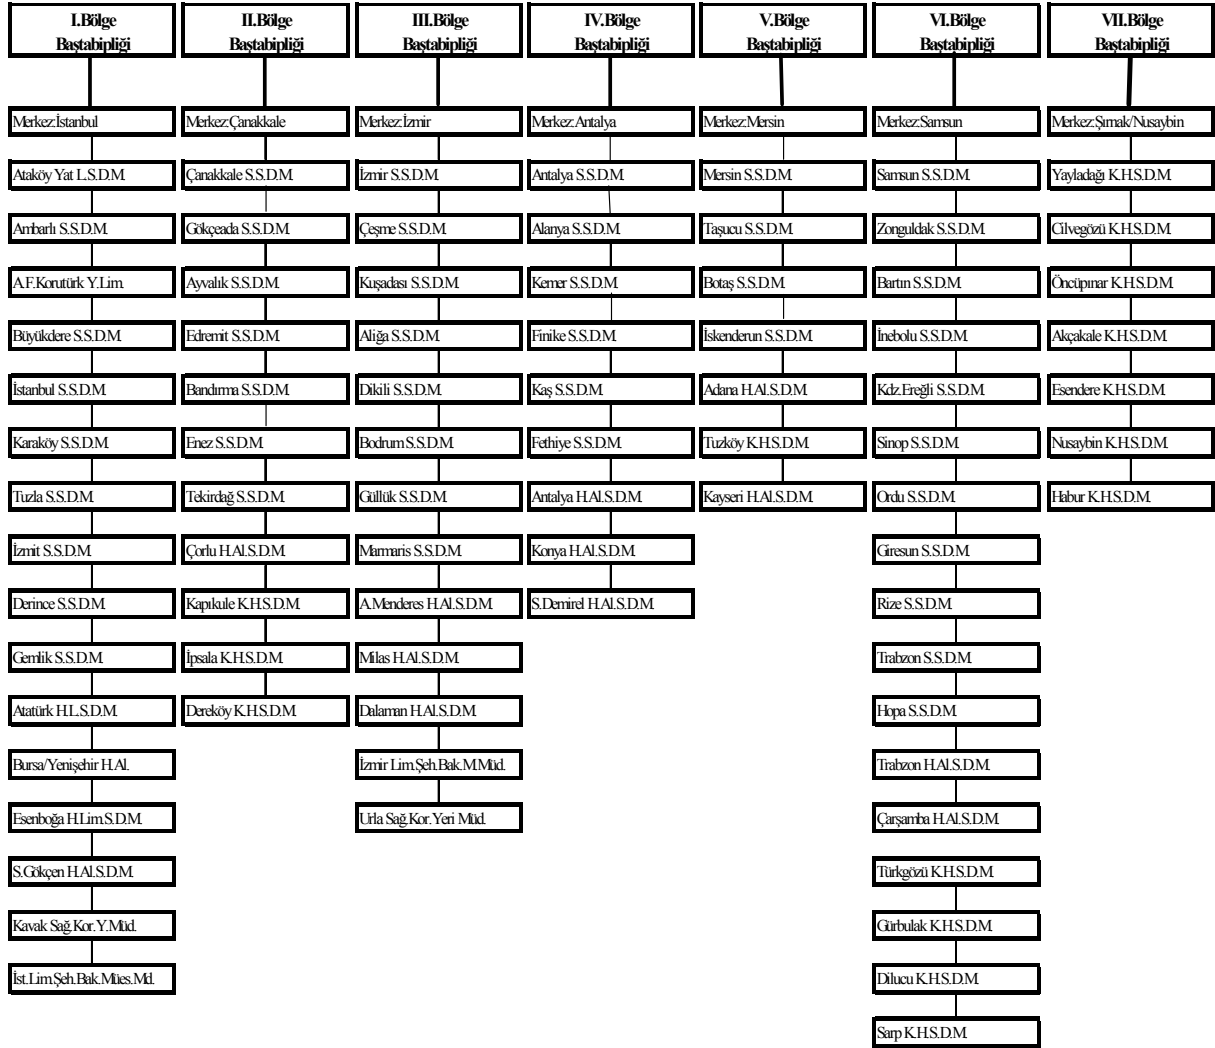 I.Bölge
Baştabipliği
Merkez:İstanbul
Ataköy Yat L.S.D.M.
Ambarlı S.S.D.M.
A.F.Korutürk Y.Lim.
Büyükdere S.S.D.M.
İstanbul S.S.D.M.
Karaköy S.S.D.M.
Tuzla S.S.D.M.
İzmit S.S.D.M.
Derince S.S.D.M.
Gemlik S.S.D.M.
Atatürk H.L.S.D.M.
Bursa/Yenişehir H.Al.
Esenboğa H.Lim.S.D.M.
S.Gökçen H.Al.S.D.M.
Kavak Sağ.Kor.Y.Müd.
İst.Lim.Şeh.Bak.Mües.Md.
II.Bölge
Baştabipliği
Merkez:Çanakkale
Çanakkale S.S.D.M.
Gökçeada S.S.D.M.
Ayvalık S.S.D.M.
Edremit S.S.D.M.
Bandırma S.S.D.M.
Enez S.S.D.M.
Tekirdağ S.S.D.M.
Çorlu H.Al.S.D.M.
Kapıkule K.H.S.D.M.
İpsala K.H.S.D.M.
Dereköy K.H.S.D.M.
III.Bölge
Baştabipliği
Merkez:İzmir
İzmir S.S.D.M.
Çeşme S.S.D.M.
Kuşadası S.S.D.M.
Aliğa S.S.D.M.
Dikili S.S.D.M.
Bodrum S.S.D.M.
Güllük S.S.D.M.
Marmaris S.S.D.M.
A.Menderes H.Al.S.D.M.
Milas H.Al.S.D.M.
Dalaman H.Al.S.D.M.
İzmir Lim.Şeh.Bak.M.Müd.
Urla Sağ.Kor.Yeri Müd.
IV.Bölge
Baştabipliği
Merkez:Antalya
Antalya S.S.D.M.
Alanya S.S.D.M.
Kemer S.S.D.M.
Finike S.S.D.M.
Kaş S.S.D.M.
Fethiye S.S.D.M.
Antalya H.Al.S.D.M.
Konya H.Al.S.D.M.
S.Demirel H.Al.S.D.M.
V.Bölge
Baştabipliği
Merkez:Mersin
Mersin S.S.D.M.
Taşucu S.S.D.M.
Botaş S.S.D.M.
İskenderun S.S.D.M.
Adana H.Al.S.D.M.
Tuzköy K.H.S.D.M.
Kayseri H.Al.S.D.M.
VI.Bölge
Baştabipliği
Merkez:Samsun
Samsun S.S.D.M.
Zonguldak S.S.D.M.
Bartın S.S.D.M.
İnebolu S.S.D.M.
Kdz.Ereğli S.S.D.M.
Sinop S.S.D.M.
Ordu S.S.D.M.
Giresun S.S.D.M.
Rize S.S.D.M.
Trabzon S.S.D.M.
Hopa S.S.D.M.
Trabzon H.Al.S.D.M.
Çarşamba H.Al.S.D.M.
Türkgözü K.H.S.D.M.
Gürbulak K.H.S.D.M.
Dilucu K.H.S.D.M.
Sarp K.H.S.D.M.
VII.Bölge
Baştabipliği
Merkez:Şırnak/Nusaybin
Yayladağı K.H.S.D.M.
Cilvegözü K.H.S.D.M.
Öncüpınar K.H.S.D.M.
Akçakale K.H.S.D.M.
Esendere K.H.S.D.M.
Nusaybin K.H.S.D.M.
Habur K.H.S.D.M.